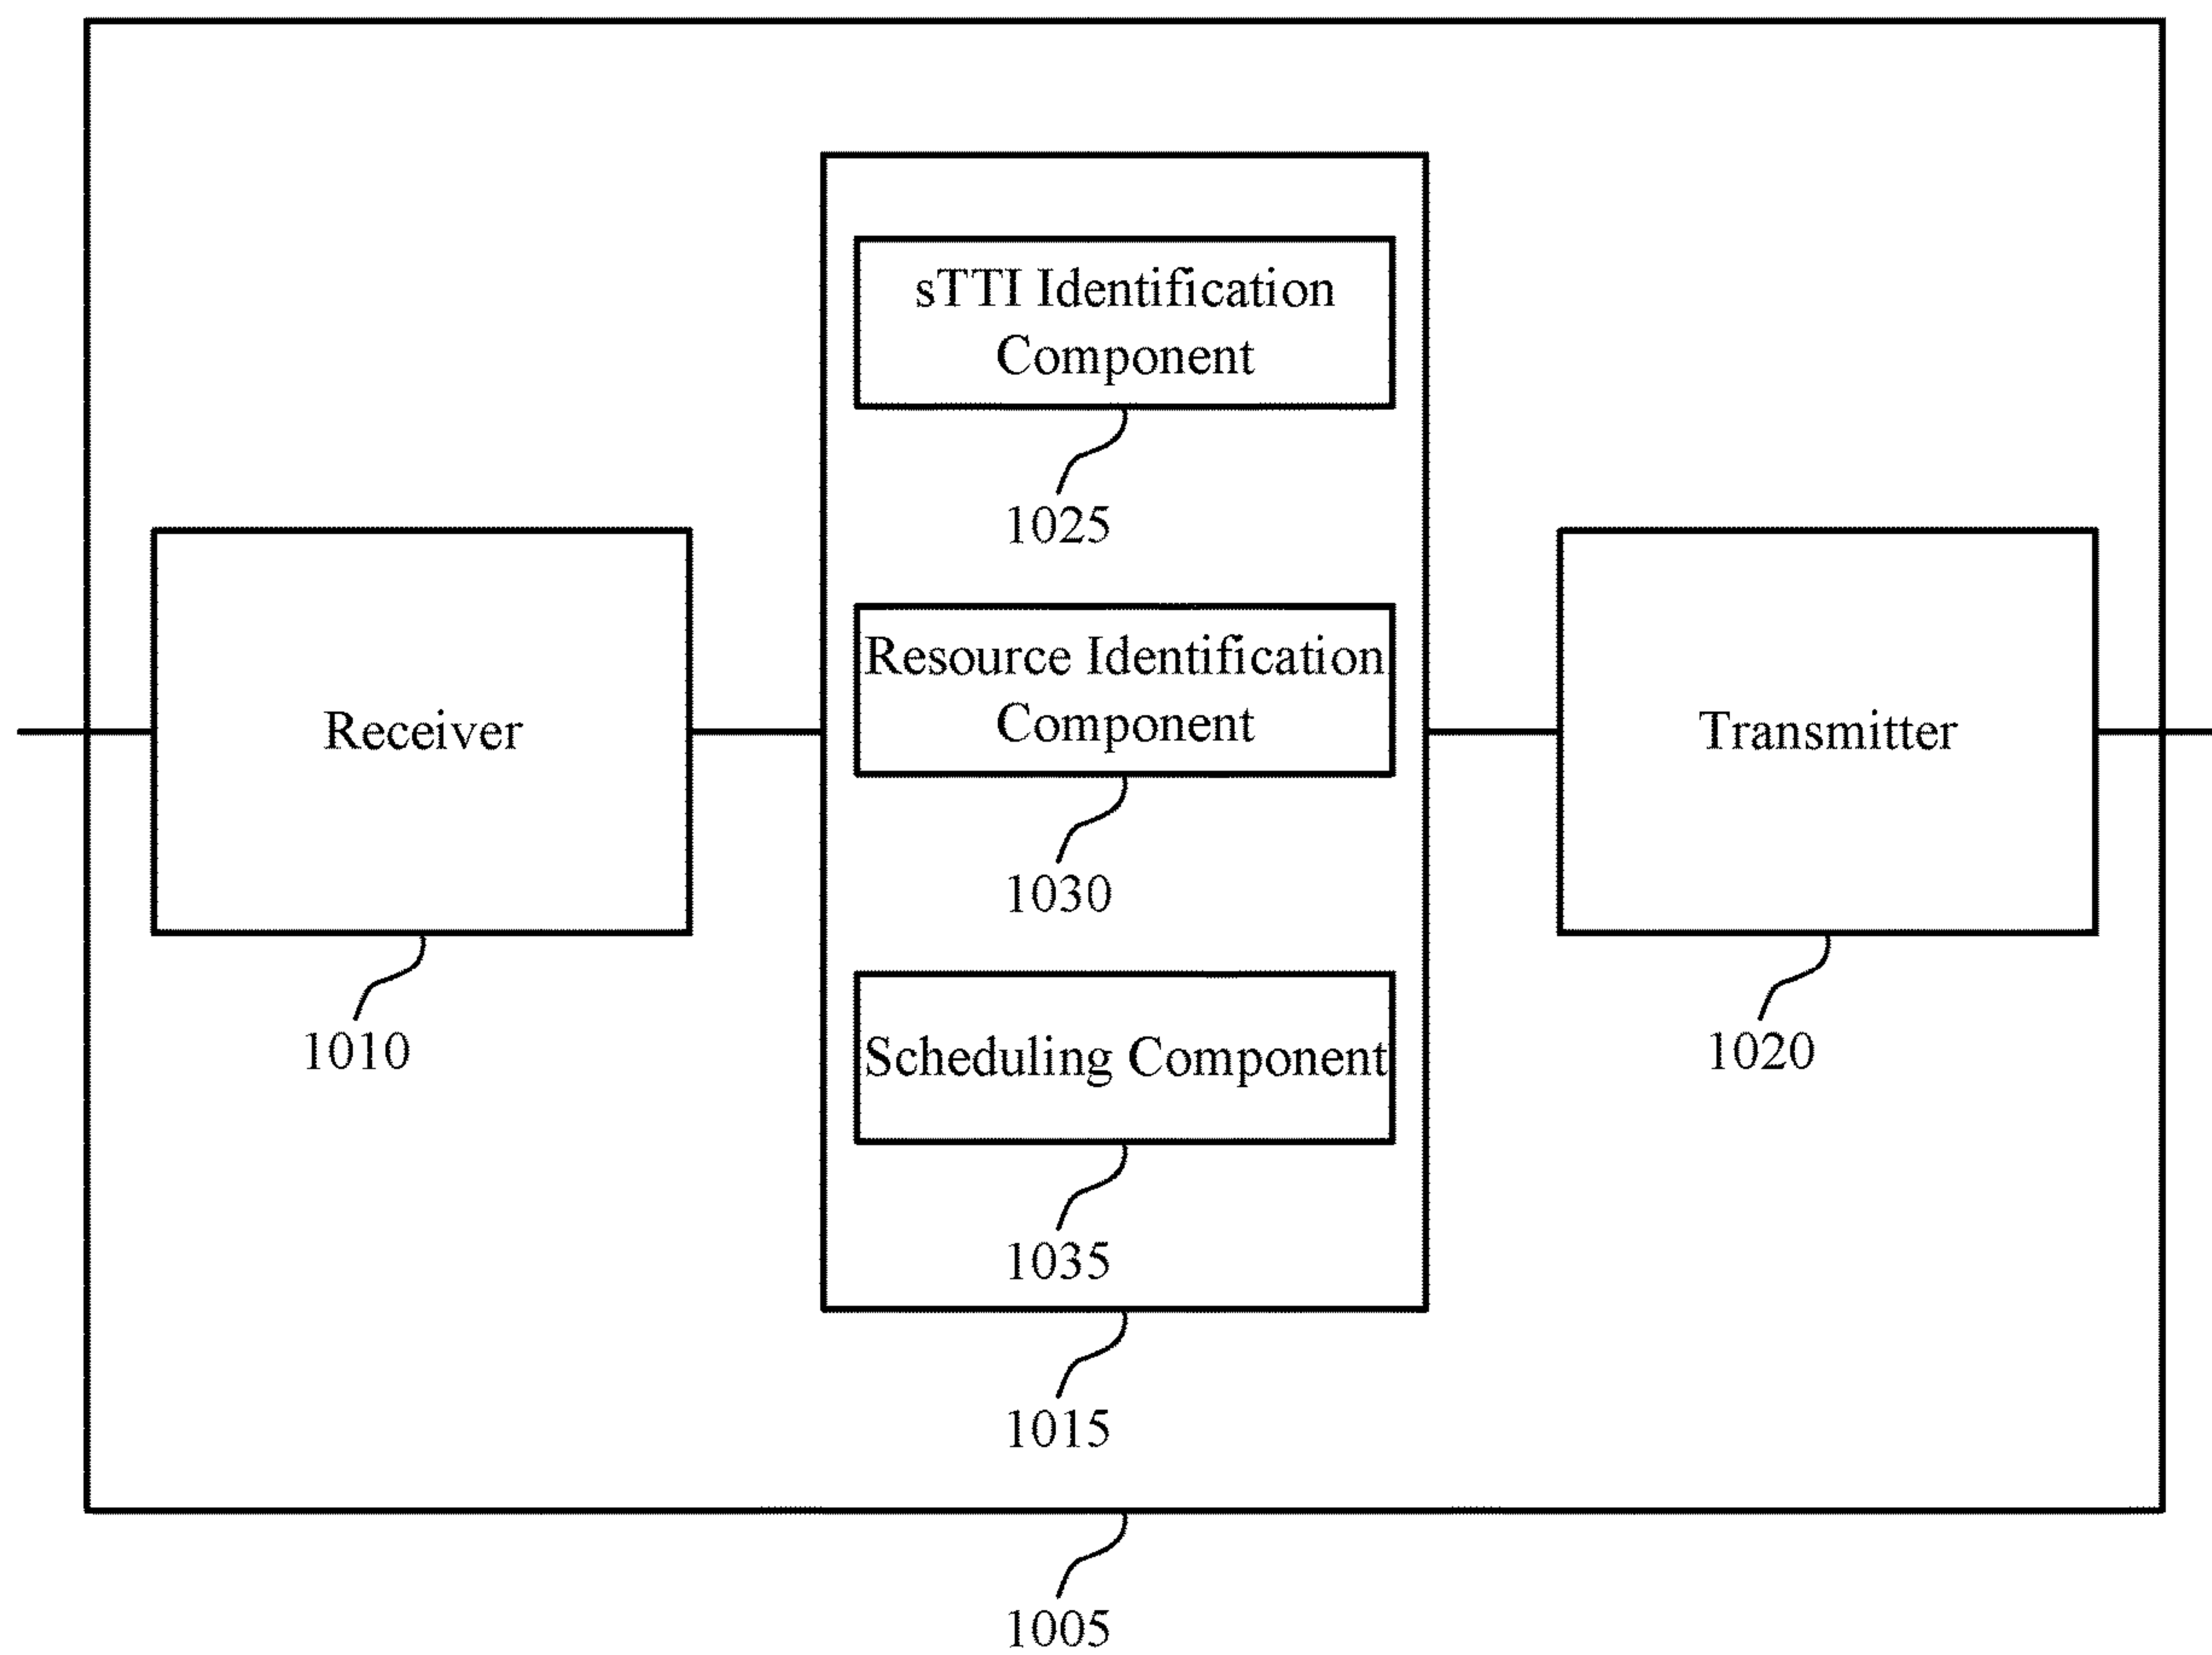 sTTI Identification
Component
1025
Resource Identification
Component
1030
Scheduling Component
1035
1015
Receiver
1010
Transmitter
1020
1005